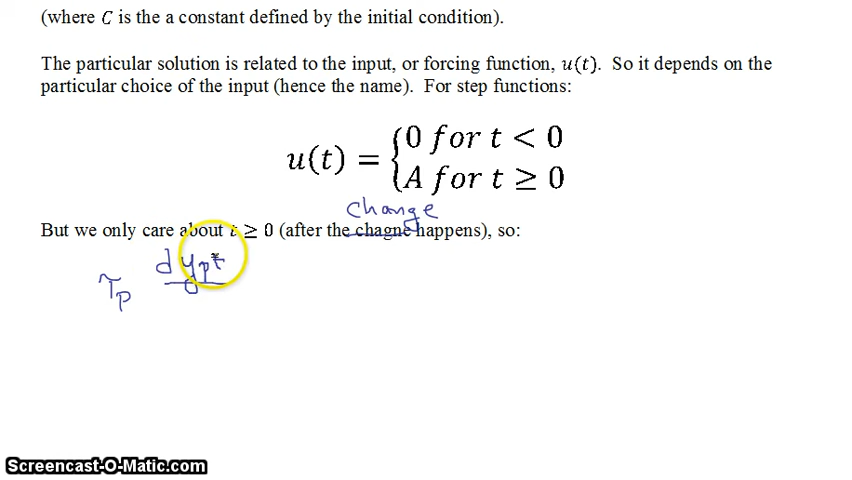 (where C is the a constant defined by the initial condition).
The particular solution is related to the input, or forcing function, u(t). So it depends on the
particular choice of the input (hence the name). For step functions:
u(t) = {0 for t < 0
A for t ≥ 0
change
But we only care about t ≥ 0 (after the chagne happens), so:
τp dypt
Screencast-O-Matic.com